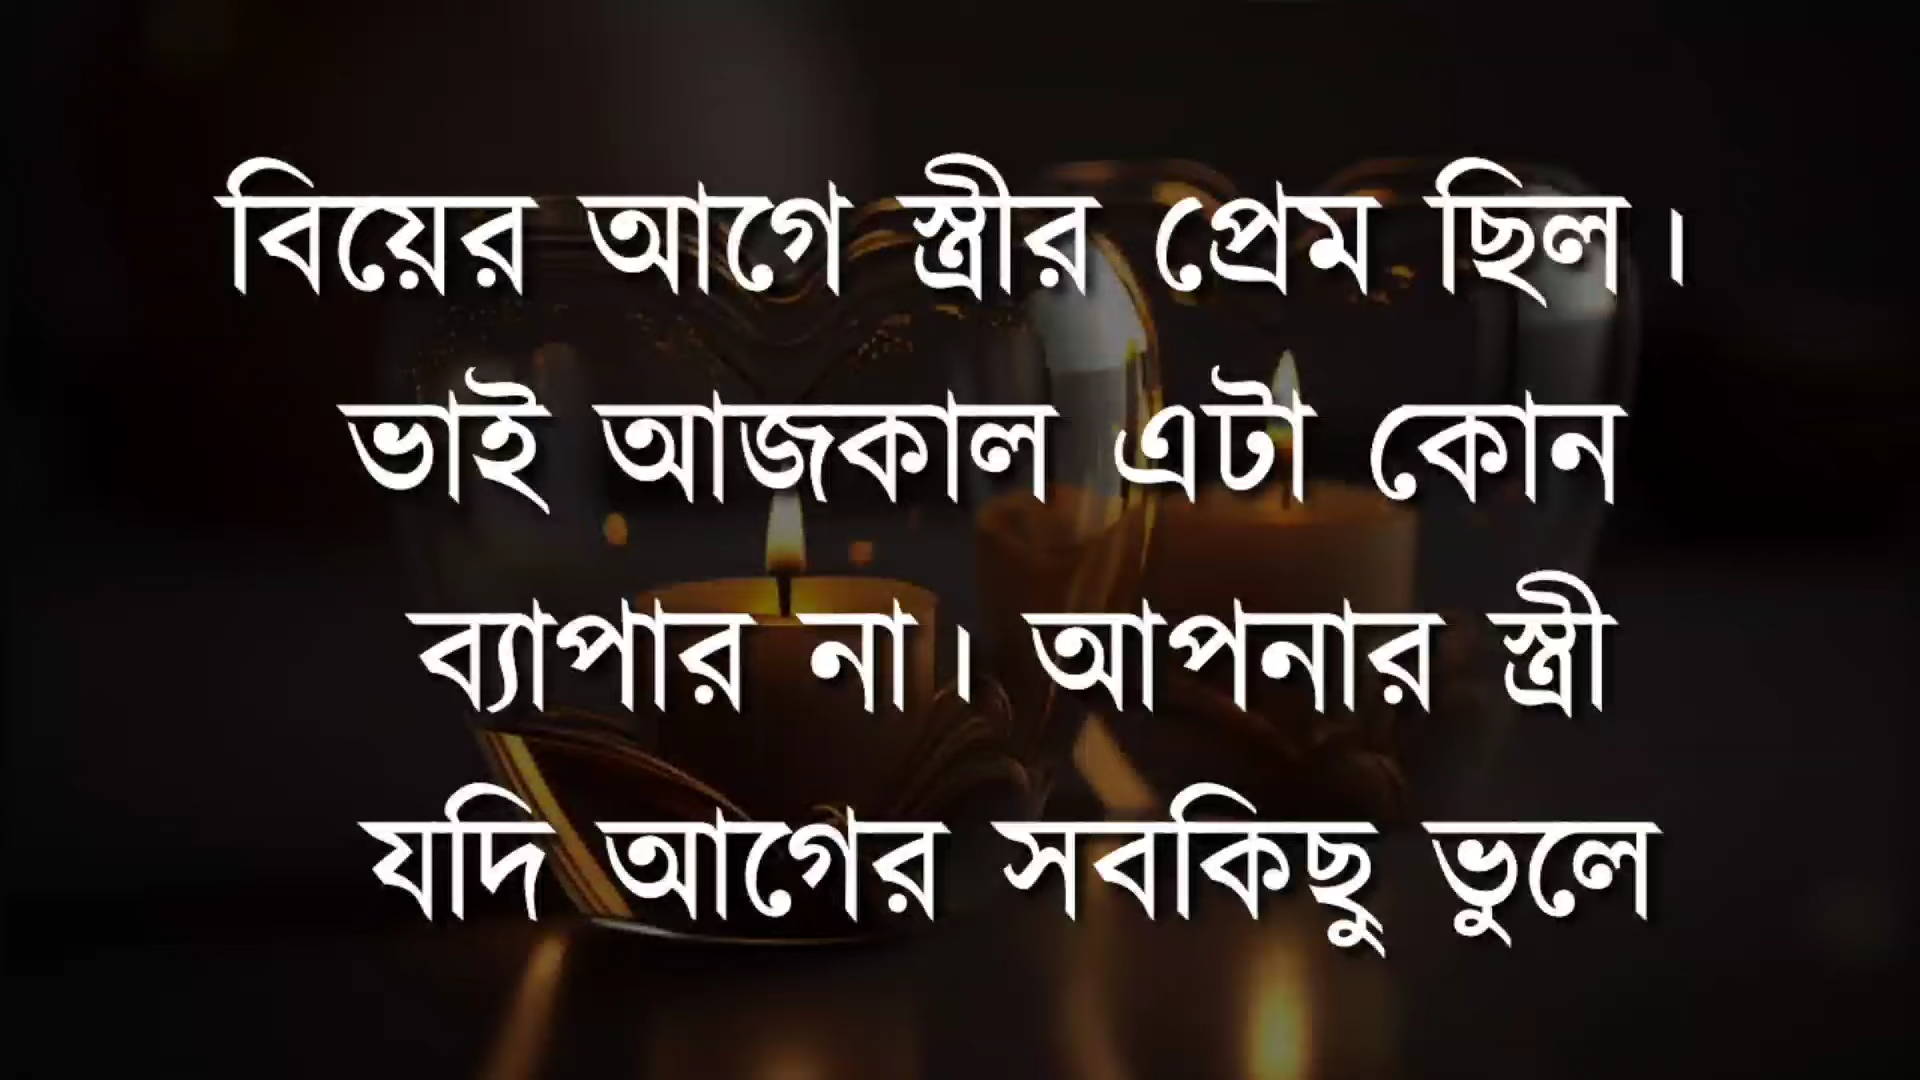 বিয়ের আগে স্ত্রীর প্রেম ছিল।
ভাই আজকাল এটা কোন
ব্যাপার না। আপনার স্ত্রী
যদি আগের সবকিছু ভুলে